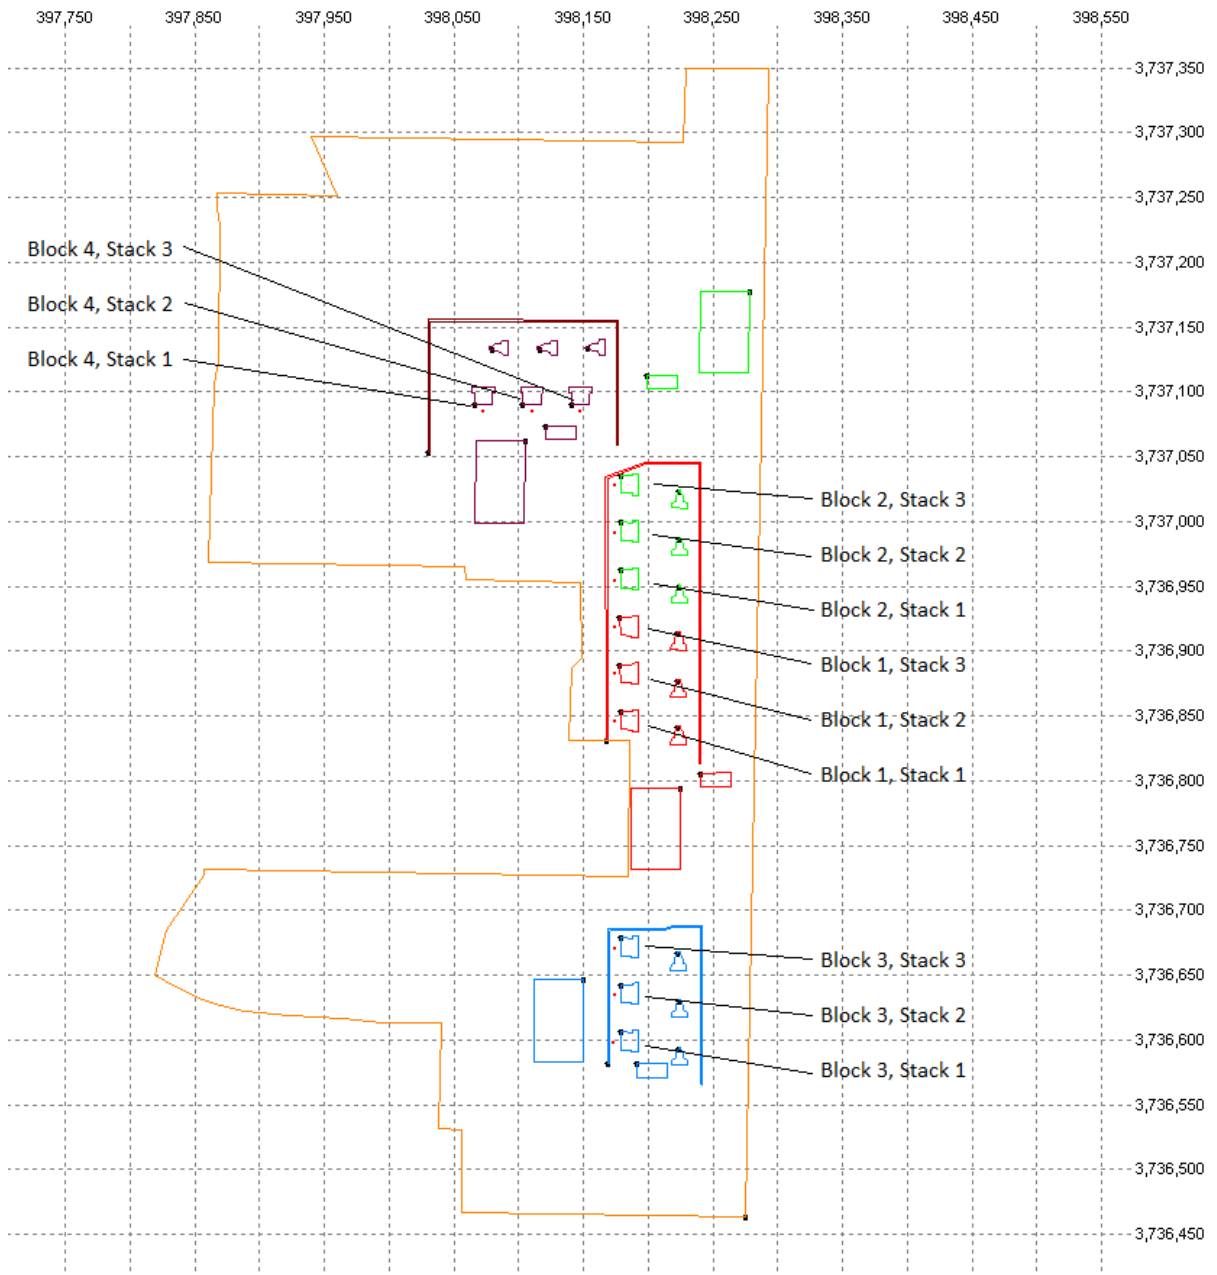 397,750 397,850 397,950 398,050 398,150 398,250 398,350 398,450 398,550
3,737,350
3,737,300
3,737,250
Block 4, Stack 3
3,737,200
Block 4, Stack 2
3,737,150
Block 4, Stack 1
3,737,100
3,737,050
Block 2, Stack 3
3,737,000
Block 2, Stack 2
3,736,950
Block 2, Stack 1
3,736,900
Block 1, Stack 3
3,736,850
Block 1, Stack 2
3,736,800
Block 1, Stack 1
3,736,750
3,736,700
Block 3, Stack 3
3,736,650
Block 3, Stack 2
3,736,600
Block 3, Stack 1
3,736,550
3,736,500
3,736,450